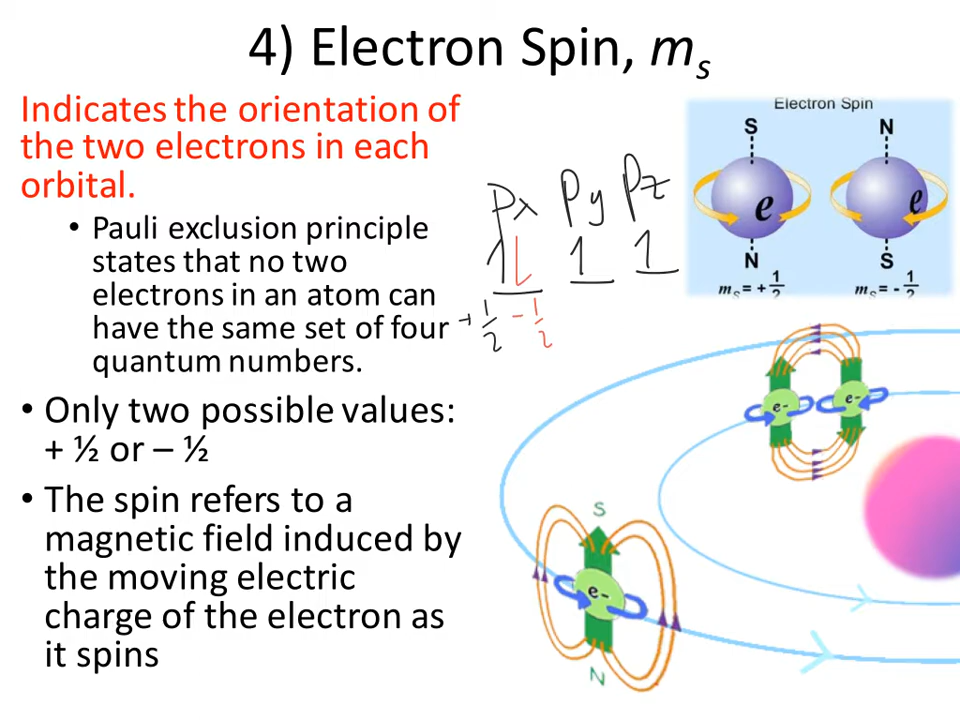 4) Electron Spin, mₛ
Indicates the orientation of
the two electrons in each
orbital.
• Pauli exclusion principle
states that no two
electrons in an atom can
have the same set of four
quantum numbers.
• Only two possible values:
+ ½ or – ½
• The spin refers to a
magnetic field induced by
the moving electric
charge of the electron as
it spins
Px Py Pz
1 1 1
+ 1/2 - 1/2
Electron Spin
S N
e e
N S
mₛ = + 1/2 mₛ = - 1/2
e- e-
S
e-
N